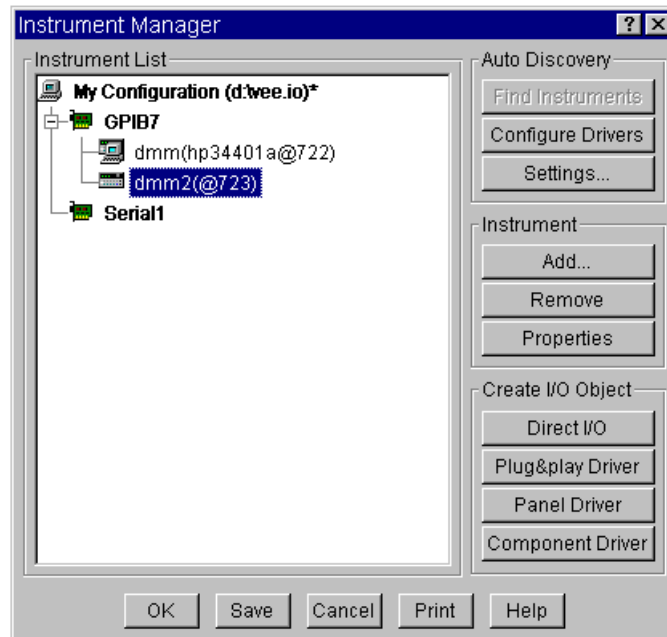 Instrument Manager
Instrument List
My Configuration (d:\vee.io)*
GPIB7
dmm(hp34401a@722)
dmm2(@723)
Serial1
Auto Discovery
Find Instruments
Configure Drivers
Settings...
Instrument
Add...
Remove
Properties
Create I/O Object
Direct I/O
Plug&play Driver
Panel Driver
Component Driver
OK
Save
Cancel
Print
Help